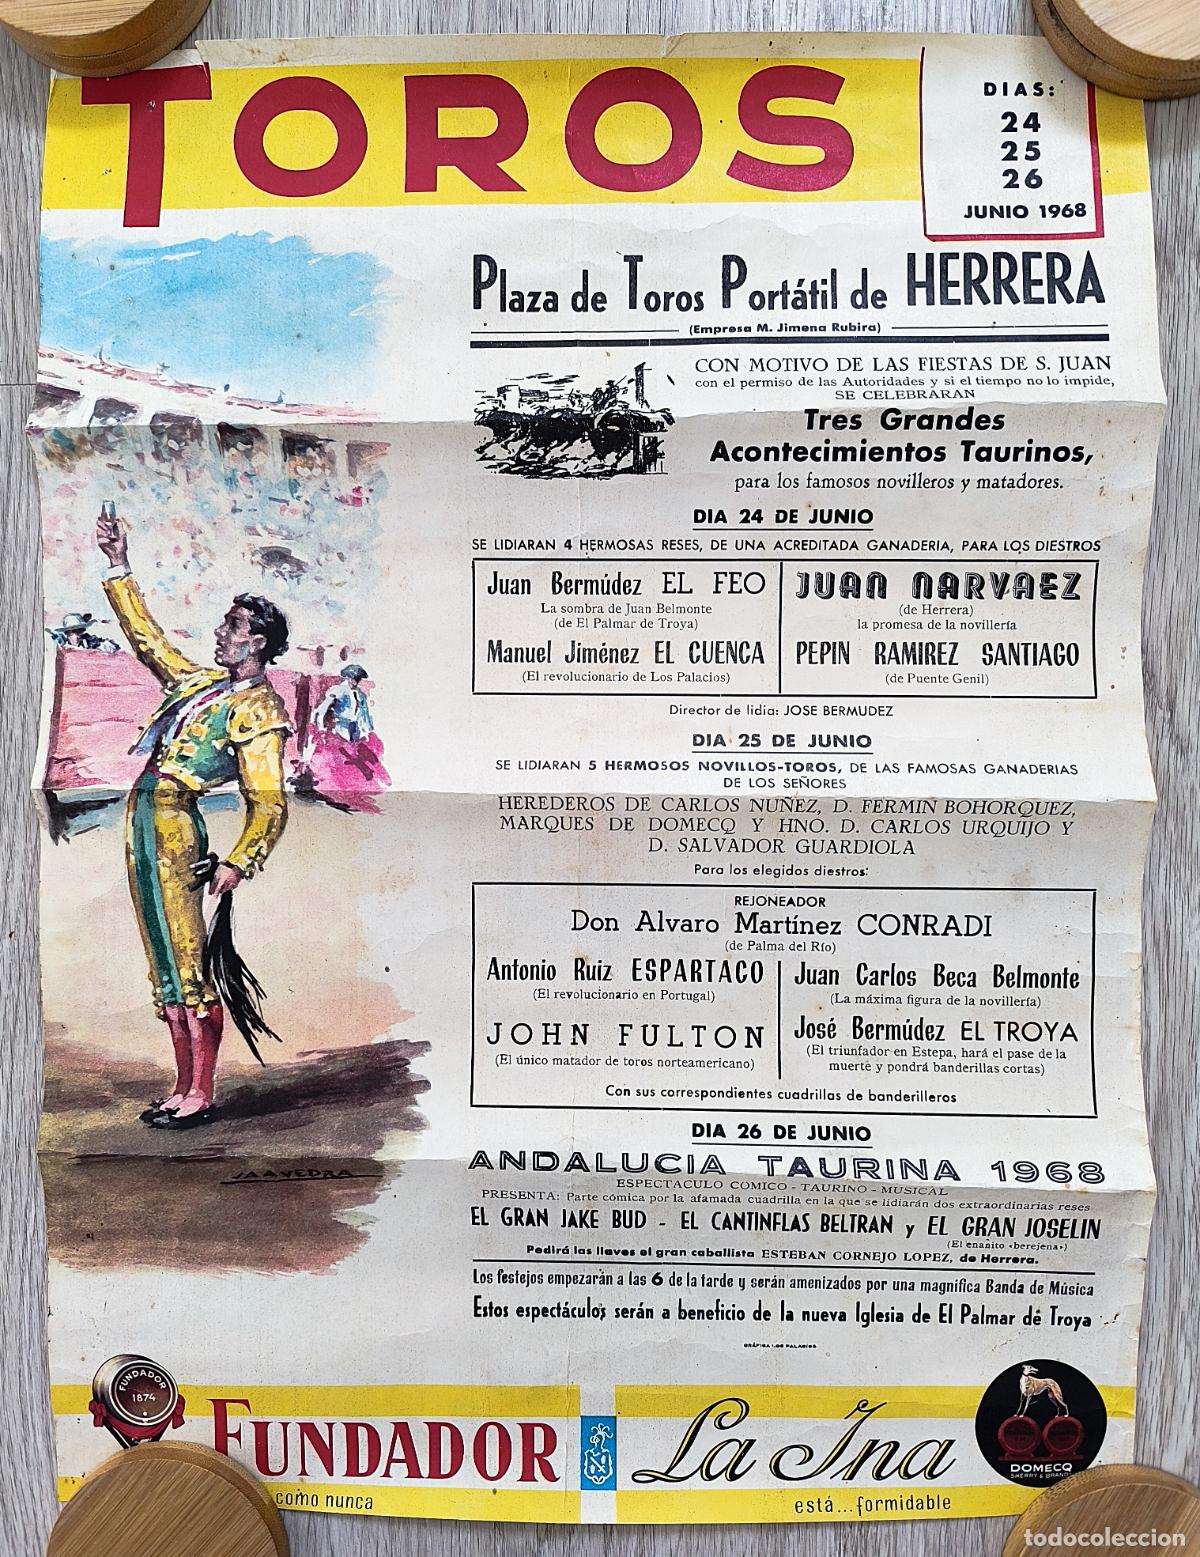 TOROS
DIAS:
24
25
26
JUNIO 1968
Plaza de Toros Portátil de HERRERA
(Empresa M. Jimena Rubira)
CON MOTIVO DE LAS FIESTAS DE S. JUAN
con el permiso de las Autoridades y si el tiempo no lo impide,
SE CELEBRARAN
Tres Grandes
Acontecimientos Taurinos,
para los famosos novilleros y matadores.
DIA 24 DE JUNIO
SE LIDIARAN 4 HERMOSAS RESES, DE UNA ACREDITADA GANADERIA, PARA LOS DIESTROS
Juan Bermúdez EL FEO
La sombra de Juan Belmonte
(de El Palmar de Troya)
Manuel Jiménez EL CUENCA
(El revolucionario de Los Palacios)
JUAN NARVAEZ
(de Herrera)
la promesa de la novillería
PEPIN RAMIREZ SANTIAGO
(de Puente Genil)
Director de lidia: JOSE BERMUDEZ
DIA 25 DE JUNIO
SE LIDIARAN 5 HERMOSOS NOVILLOS-TOROS, DE LAS FAMOSAS GANADERIAS
DE LOS SEÑORES
HEREDEROS DE CARLOS NUÑEZ, D. FERMIN BOHORQUEZ,
MARQUES DE DOMECQ Y HNO. D. CARLOS URQUIJO Y
D. SALVADOR GUARDIOLA
Para los elegidos diestros:
REJONEADOR
Don Alvaro Martínez CONRADI
(de Palma del Río)
Antonio Ruiz ESPARTACO
(El revolucionario en Portugal)
JOHN FULTON
(El único matador de toros norteamericano)
Juan Carlos Beca Belmonte
(La máxima figura de la novillería)
José Bermúdez EL TROYA
(El triunfador en Estepa, hará el pase de la
muerte y pondrá banderillas cortas)
Con sus correspondientes cuadrillas de banderilleros
DIA 26 DE JUNIO
ANDALUCIA TAURINA 1968
ESPECTACULO COMICO - TAURINO - MUSICAL
PRESENTA: Parte cómica por la afamada cuadrilla en la que se lidiarán dos extraordinarias reses
EL GRAN JAKE BUD - EL CANTINFLAS BELTRAN y EL GRAN JOSELIN
(El enanito «berejena»)
Pedirá las llaves el gran caballista ESTEBAN CORNEJO LOPEZ, de Herrera.
Los festejos empezarán a las 6 de la tarde y serán amenizados por una magnífica Banda de Música
Estos espectáculos serán a beneficio de la nueva Iglesia de El Palmar de Troya
GRÁFICA LOS PALACIOS
SAAVEDRA
FUNDADOR
1874
FUNDADOR
como nunca
La Ina
está...formidable
DOMECQ
SHERRY & BRANDY
todocoleccion